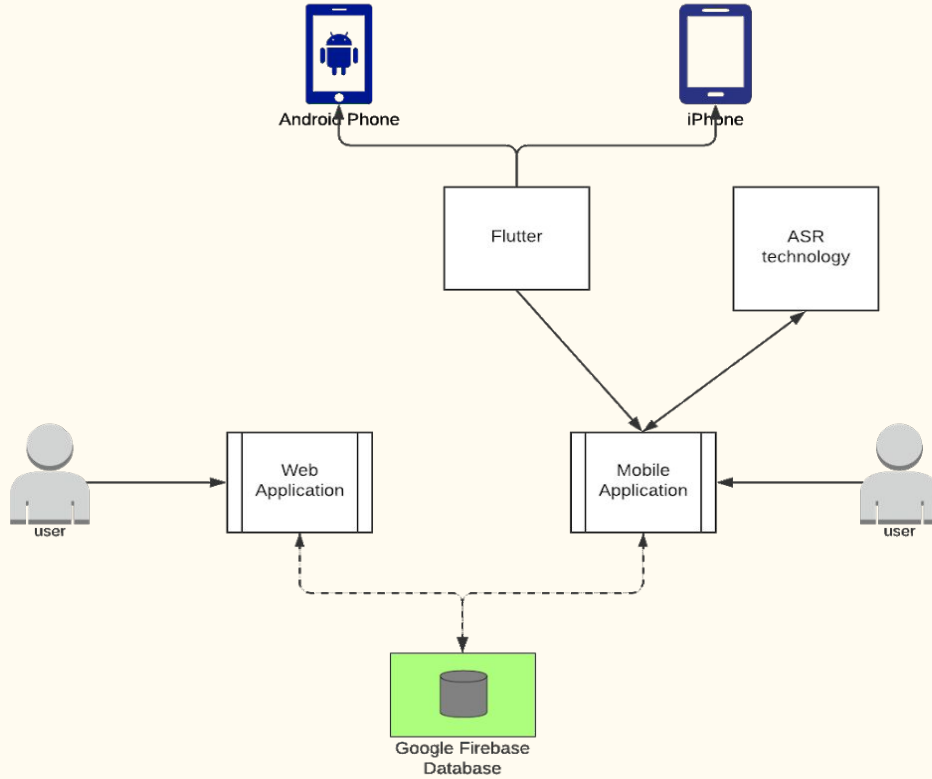 Android Phone
iPhone
Flutter
ASR
technology
Web
Application
Mobile
Application
user
user
Google Firebase
Database